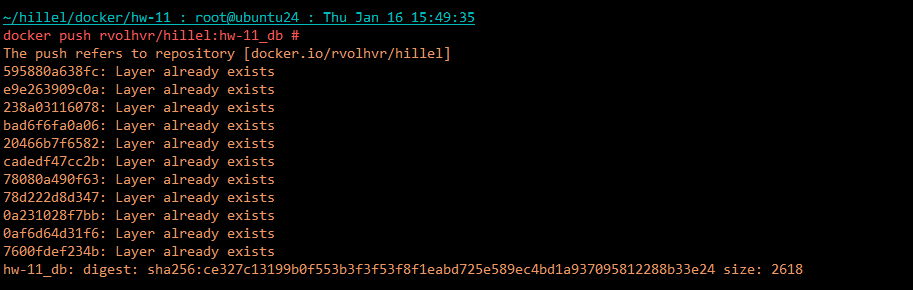 ~/hillel/docker/hw-11 : root@ubuntu24 : Thu Jan 16 15:49:35
docker push rvolhvr/hillel:hw-11_db #
The push refers to repository [docker.io/rvolhvr/hillel]
595880a638fc: Layer already exists
e9e263909c0a: Layer already exists
238a03116078: Layer already exists
bad6f6fa0a06: Layer already exists
20466b7f6582: Layer already exists
cadedf47cc2b: Layer already exists
78080a490f63: Layer already exists
78d222d8d347: Layer already exists
0a231028f7bb: Layer already exists
0af6d64d31f6: Layer already exists
7600fdef234b: Layer already exists
hw-11_db: digest: sha256:ce327c13199b0f553b3f3f53f8f1eabd725e589ec4bd1a937095812288b33e24 size: 2618